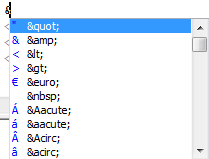 &
< " &quot;
< & &amp;
< < &lt;
> &gt;
€ &euro;
&nbsp;
Á &Aacute;
á &aacute;
Â &Acirc;
â &acirc;